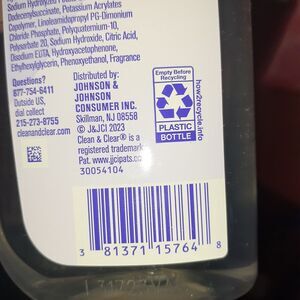 Sodium Hydrolyzed
Dodecenylsuccinate, Potassium Acrylates
Copolymer, Linoleamidopropyl PG-Dimonium
Chloride Phosphate, Polyquaternium-10,
Polysorbate 20, Sodium Hydroxide, Citric Acid,
Disodium EDTA, Hydroxyacetophenone,
Ethylhexylglycerin, Phenoxyethanol, Fragrance
Questions?
877-754-6411
Outside US,
dial collect
215-273-8755
cleanandclear.com
Distributed by:
JOHNSON &
JOHNSON
CONSUMER INC.
Skillman, NJ 08558
© J&JCI 2023
Clean & Clear® is a
registered trademark
Pat. www.jjcipats.
30054104
Empty Before
Recycling
PLASTIC
BOTTLE
how2recycle.info
3 81371 15764 8